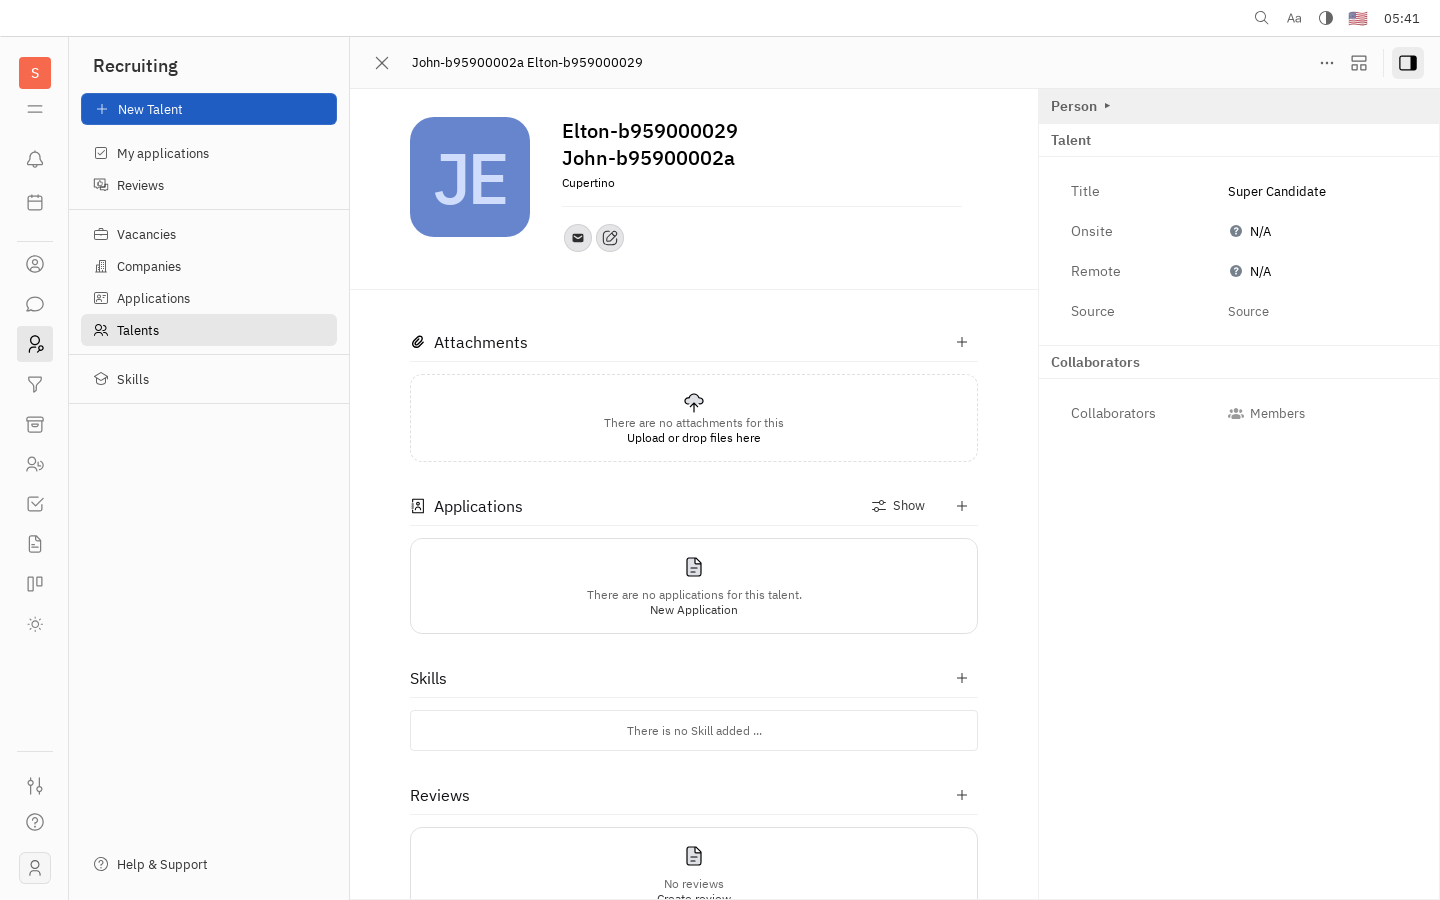 Aa
05:41
S
Recruiting
New Talent
My applications
Reviews
Vacancies
Companies
Applications
Talents
Skills
Help & Support
John-b95900002a Elton-b959000029
JE
Elton-b959000029
John-b95900002a
Cupertino
Attachments
There are no attachments for this
Upload or drop files here
Applications
Show
There are no applications for this talent.
New Application
Skills
There is no Skill added ...
Reviews
No reviews
Create review
Person
Talent
Title Super Candidate
Onsite N/A
Remote N/A
Source Source
Collaborators
Collaborators Members